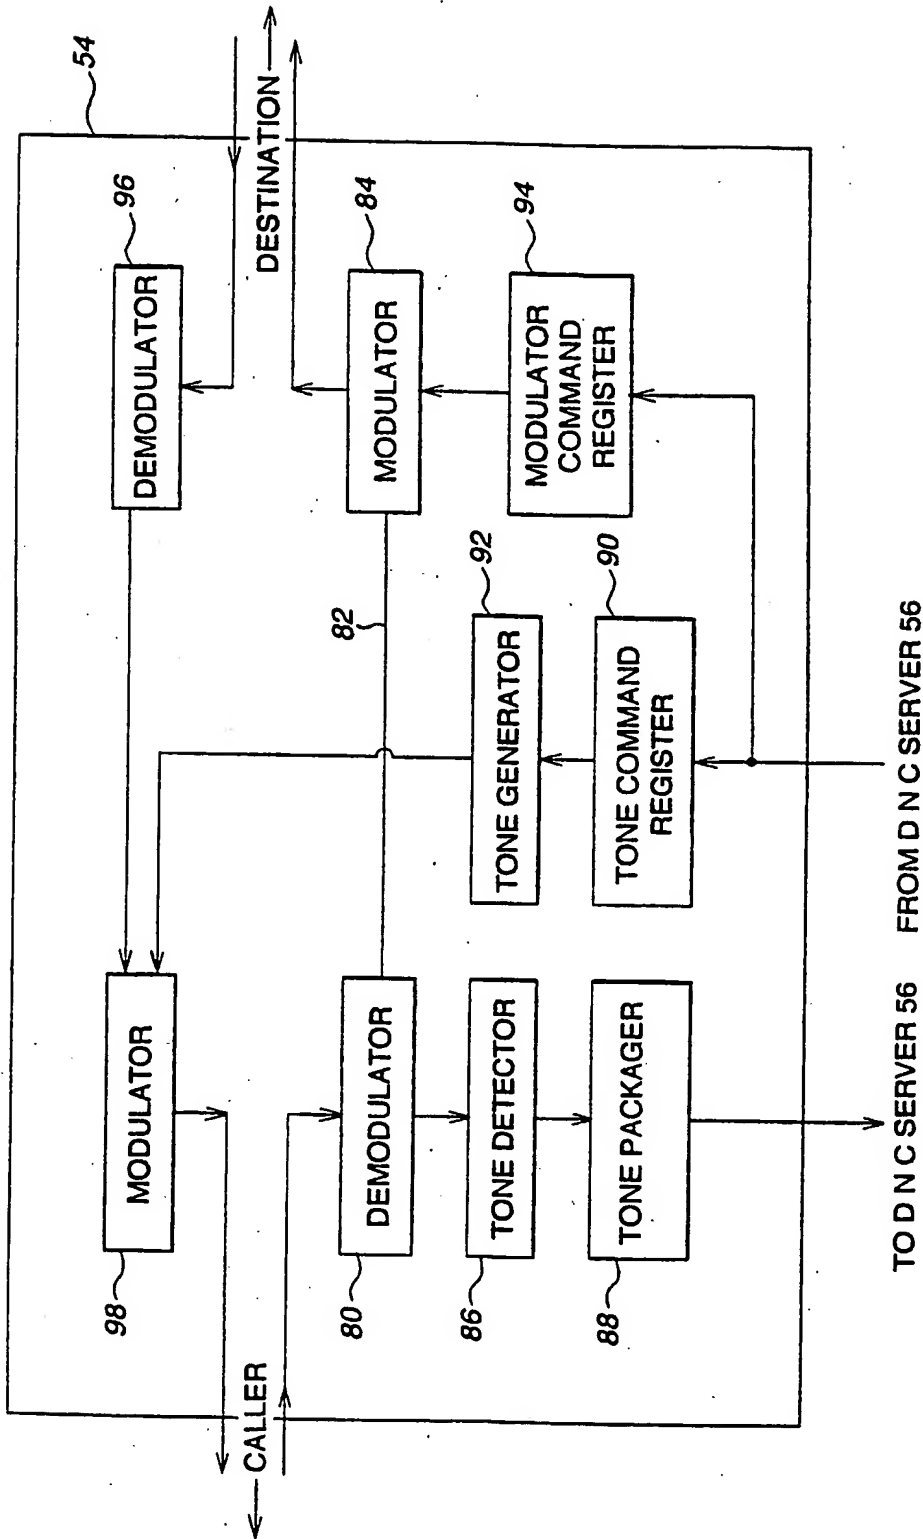 54
98
MODULATOR
DEMODULATOR
96
CALLER
DESTINATION
80
DEMODULATOR
82
MODULATOR
84
86
TONE DETECTOR
TONE GENERATOR
92
MODULATOR
COMMAND
REGISTER
94
88
TONE PACKAGER
TONE COMMAND
REGISTER
90
TO D N C SERVER 56
FROM D N C SERVER 56